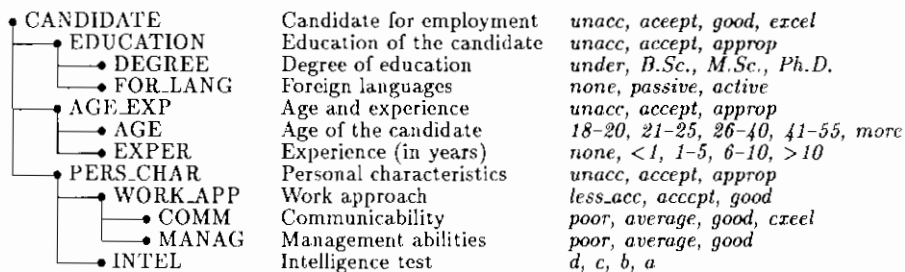 CANDIDATE Candidate for employment unacc, aceept, good, excel
EDUCATION Education of the candidate unacc, accept, approp
DEGREE Degree of education under, B.Sc., M.Sc., Ph.D.
FOR_LANG Foreign languages none, passive, active
AGE_EXP Age and experience unacc, accept, approp
AGE Age of the candidate 18-20, 21-25, 26-40, 41-55, more
EXPER Experience (in years) none, <1, 1-5, 6-10, >10
PERS_CHAR Personal characteristics unacc, accept, approp
WORK_APP Work approach less_acc, acccpt, good
COMM Communicability poor, average, good, cxeel
MANAG Management abilities poor, average, good
INTEL Intelligence test d, c, b, a